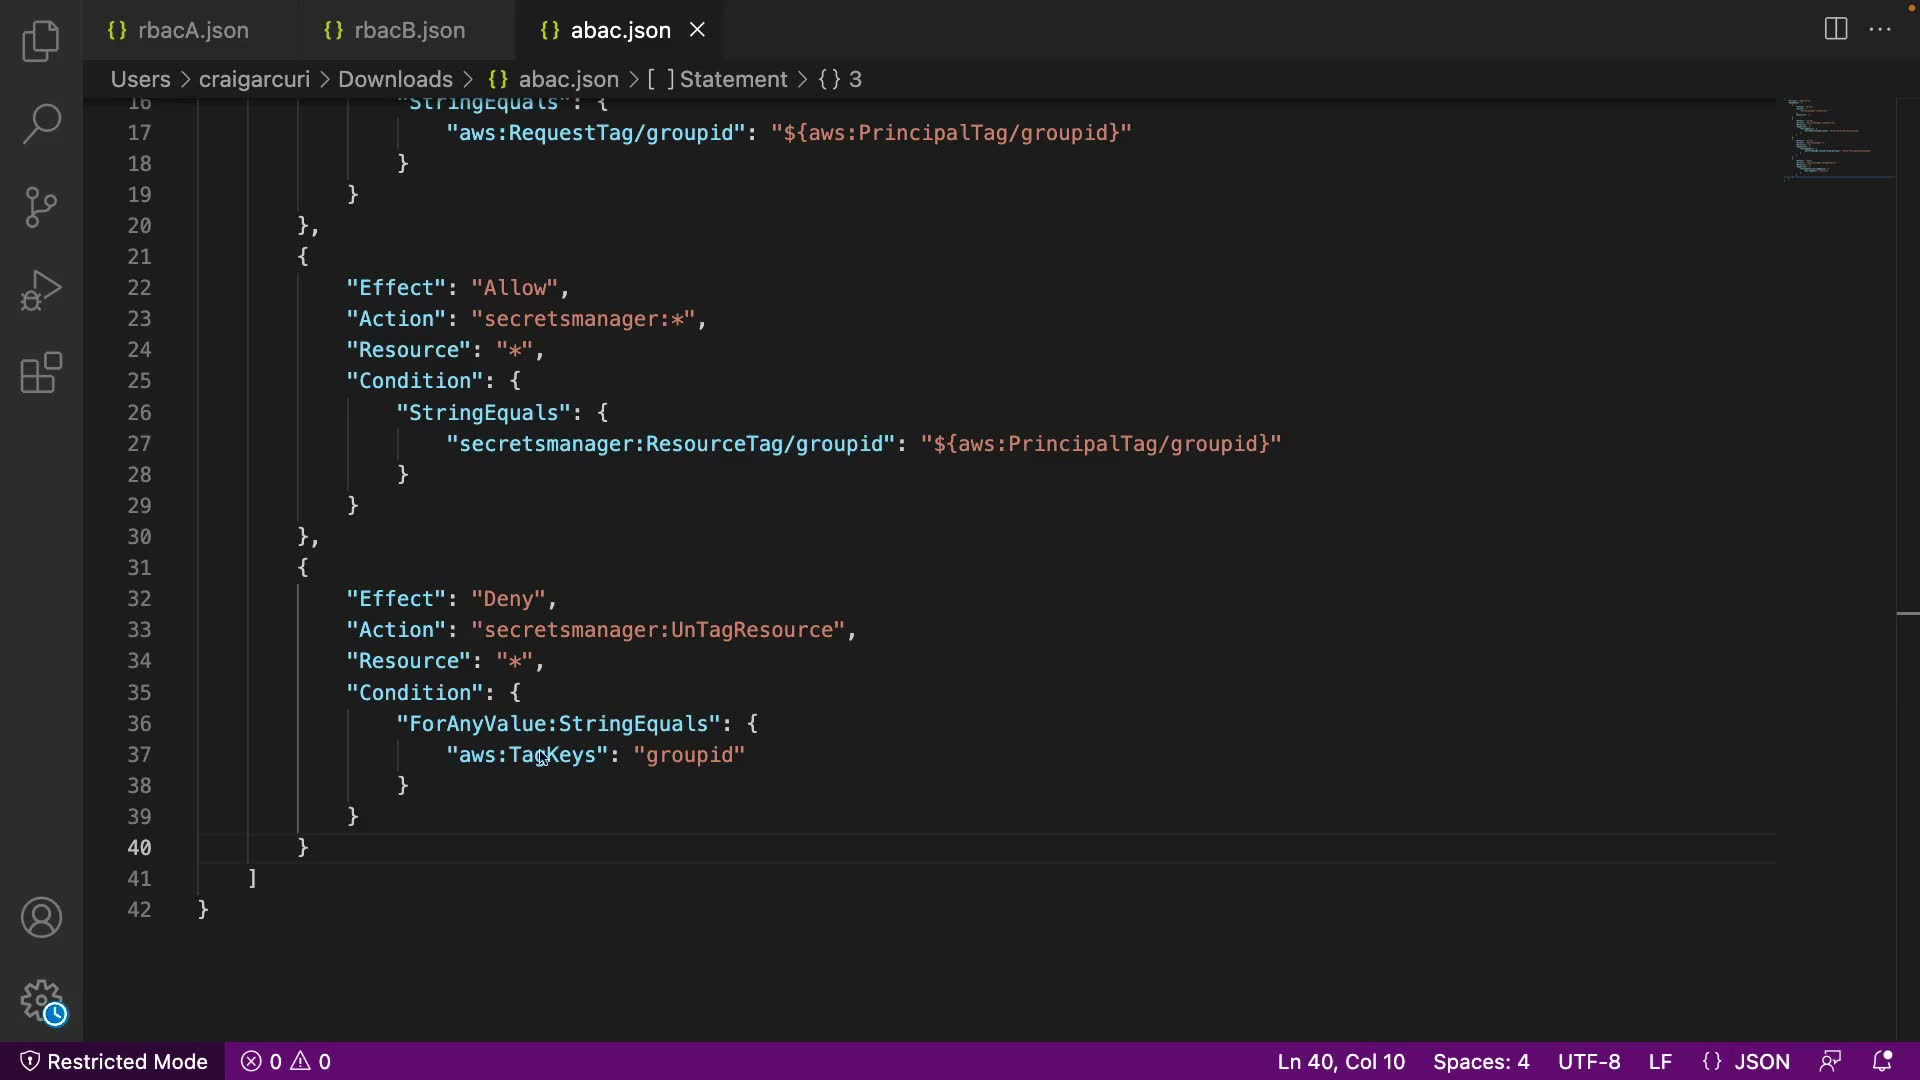 {} rbacA.json {} rbacB.json {} abac.json
Users > craigarcuri > Downloads > {} abac.json > [ ] Statement > {} 3
16 "StringEquals": {
17 "aws:RequestTag/groupid": "${aws:PrincipalTag/groupid}"
18 }
19 }
20 },
21 {
22 "Effect": "Allow",
23 "Action": "secretsmanager:*",
24 "Resource": "*",
25 "Condition": {
26 "StringEquals": {
27 "secretsmanager:ResourceTag/groupid": "${aws:PrincipalTag/groupid}"
28 }
29 }
30 },
31 {
32 "Effect": "Deny",
33 "Action": "secretsmanager:UnTagResource",
34 "Resource": "*",
35 "Condition": {
36 "ForAnyValue:StringEquals": {
37 "aws:TagKeys": "groupid"
38 }
39 }
40 }
41 ]
42 }
Restricted Mode 0 0 Ln 40, Col 10 Spaces: 4 UTF-8 LF {} JSON